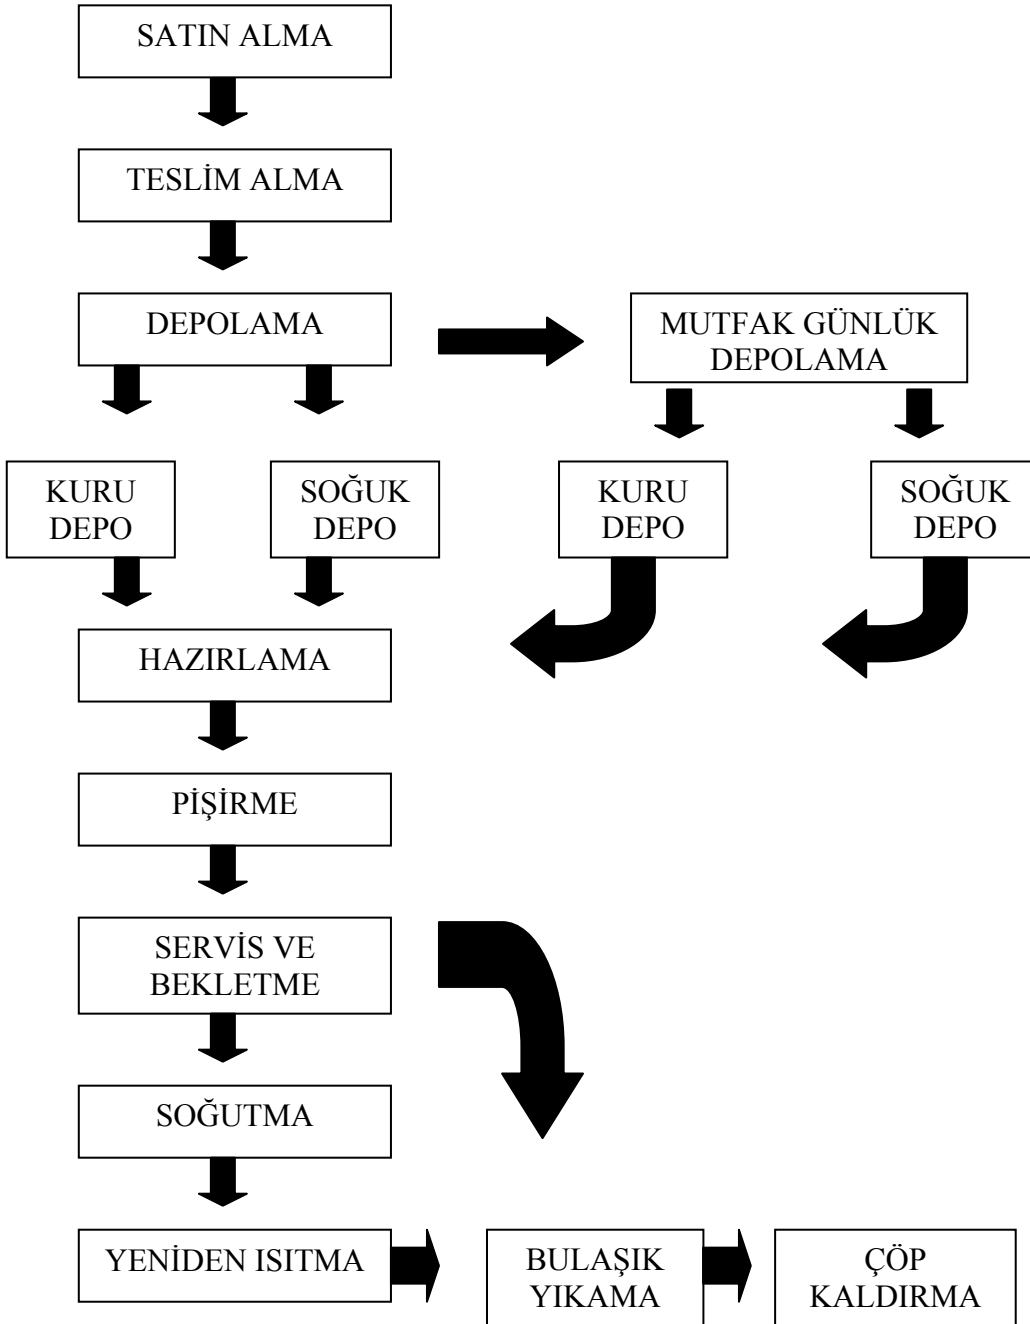 SATIN ALMA
TESLİM ALMA
DEPOLAMA
MUTFAK GÜNLÜK
DEPOLAMA
KURU
DEPO
SOĞUK
DEPO
KURU
DEPO
SOĞUK
DEPO
HAZIRLAMA
PİŞİRME
SERVİS VE
BEKLETME
SOĞUTMA
YENİDEN ISITMA
BULAŞIK
YIKAMA
ÇÖP
KALDIRMA